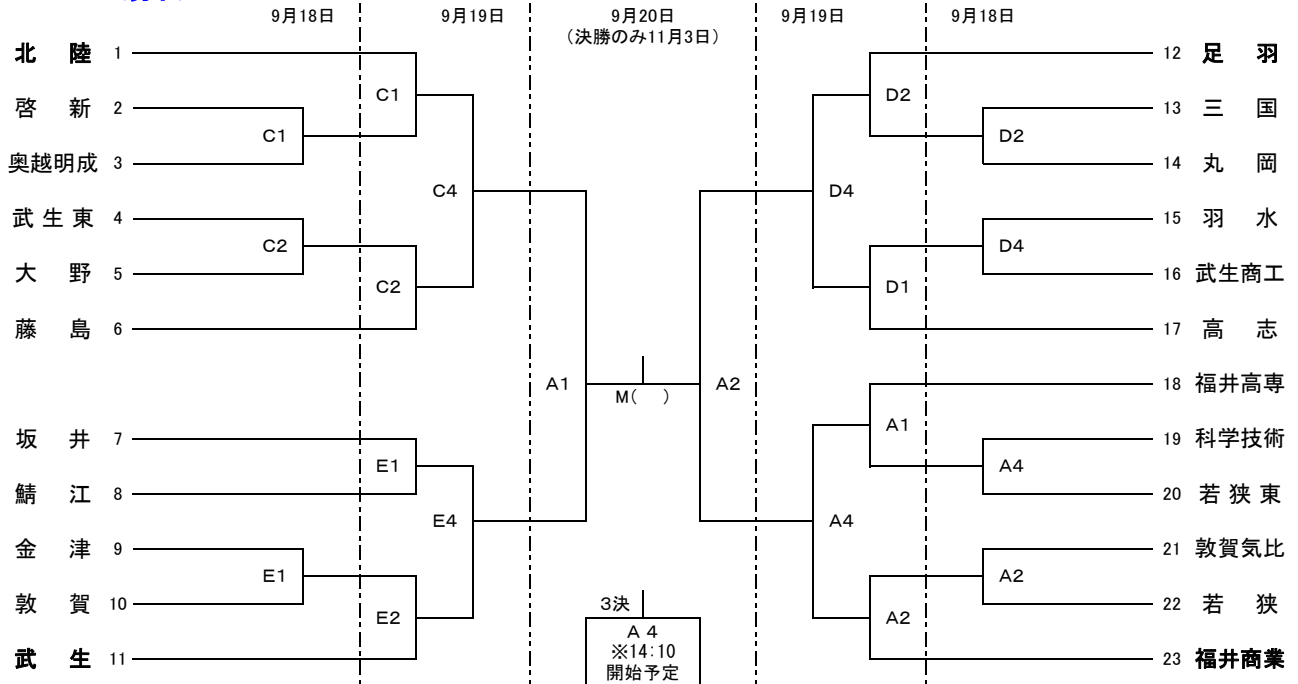 9月18日 9月19日 9月20日 9月19日 9月18日
(決勝のみ11月3日)
北 陸 1
12 足 羽
C1
D2
啓 新 2
13 三 国
C1
D2
奥越明成 3
14 丸 岡
C4
D4
武生東 4
15 羽 水
C2
D4
大 野 5
16 武生商工
C2
D1
藤 島 6
17 高 志
A1
A2
M( )
18 福井高専
A1
坂 井 7
19 科学技術
E1
A4
鯖 江 8
20 若狭東
E4
A4
金 津 9
21 敦賀気比
E1
A2
敦 賀 10
22 若 狭
E2
A2
3決
A4
※14:10
開始予定
武 生 11
23 福井商業